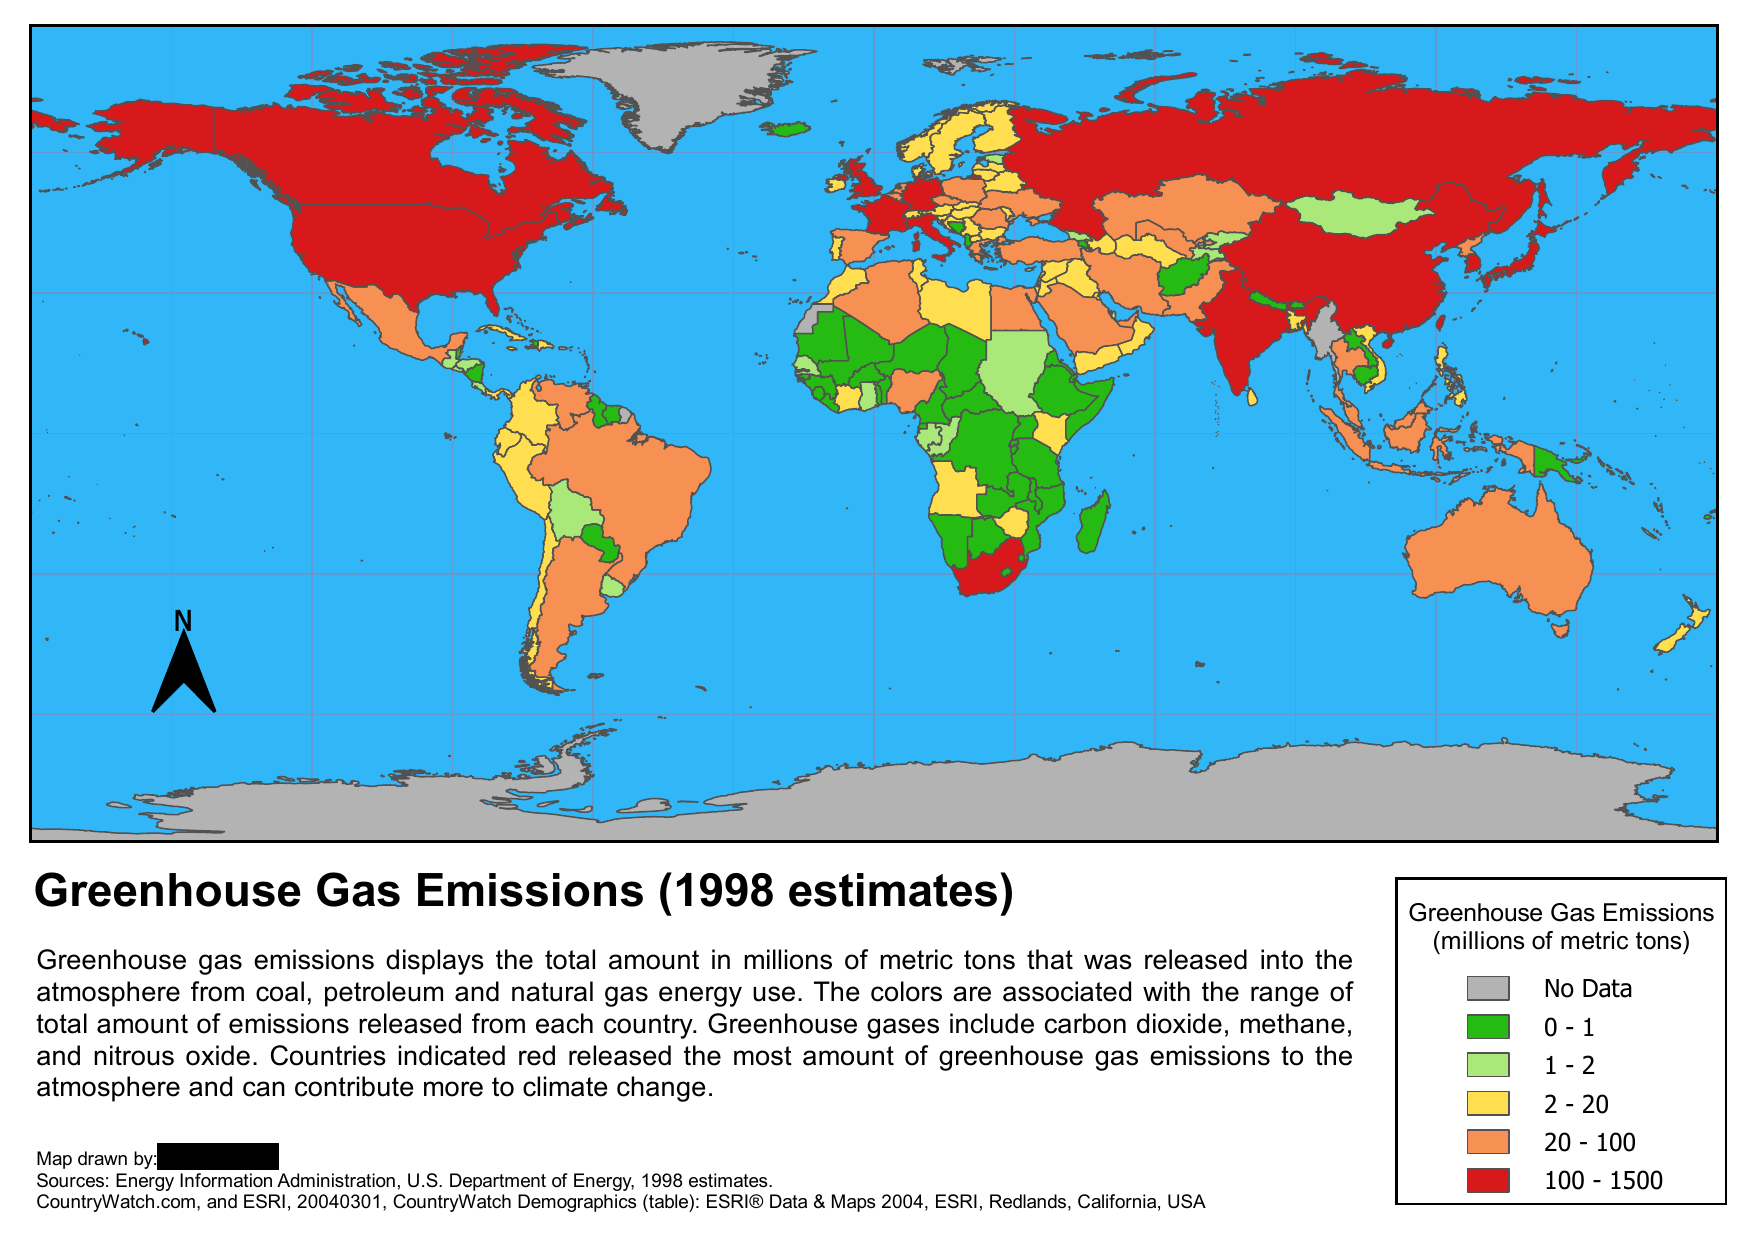 N
Greenhouse Gas Emissions (1998 estimates)
Greenhouse gas emissions displays the total amount in millions of metric tons that was released into the
atmosphere from coal, petroleum and natural gas energy use. The colors are associated with the range of
total amount of emissions released from each country. Greenhouse gases include carbon dioxide, methane,
and nitrous oxide. Countries indicated red released the most amount of greenhouse gas emissions to the
atmosphere and can contribute more to climate change.
Map drawn by:
Sources: Energy Information Administration, U.S. Department of Energy, 1998 estimates.
CountryWatch.com, and ESRI, 20040301, CountryWatch Demographics (table): ESRI® Data & Maps 2004, ESRI, Redlands, California, USA
Greenhouse Gas Emissions
(millions of metric tons)
No Data
0 - 1
1 - 2
2 - 20
20 - 100
100 - 1500